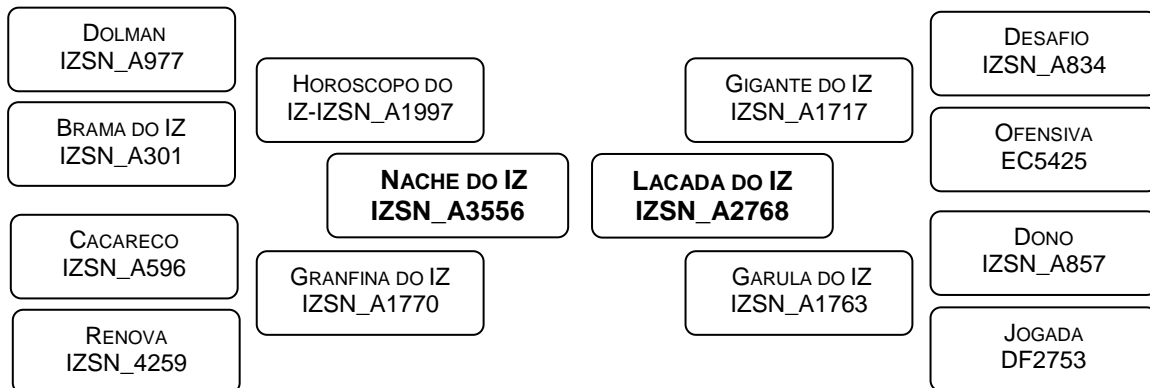 DOLMAN
IZSN_A977
BRAMA DO IZ
IZSN_A301
CACARECO
IZSN_A596
RENOVA
IZSN_4259
HOROSCOPO DO
IZ-IZSN_A1997
GRANFINA DO IZ
IZSN_A1770
NACHE DO IZ
IZSN_A3556
LACADA DO IZ
IZSN_A2768
GIGANTE DO IZ
IZSN_A1717
GARULA DO IZ
IZSN_A1763
DESAFIO
IZSN_A834
OFENSIVA
EC5425
DONO
IZSN_A857
JOGADA
DF2753